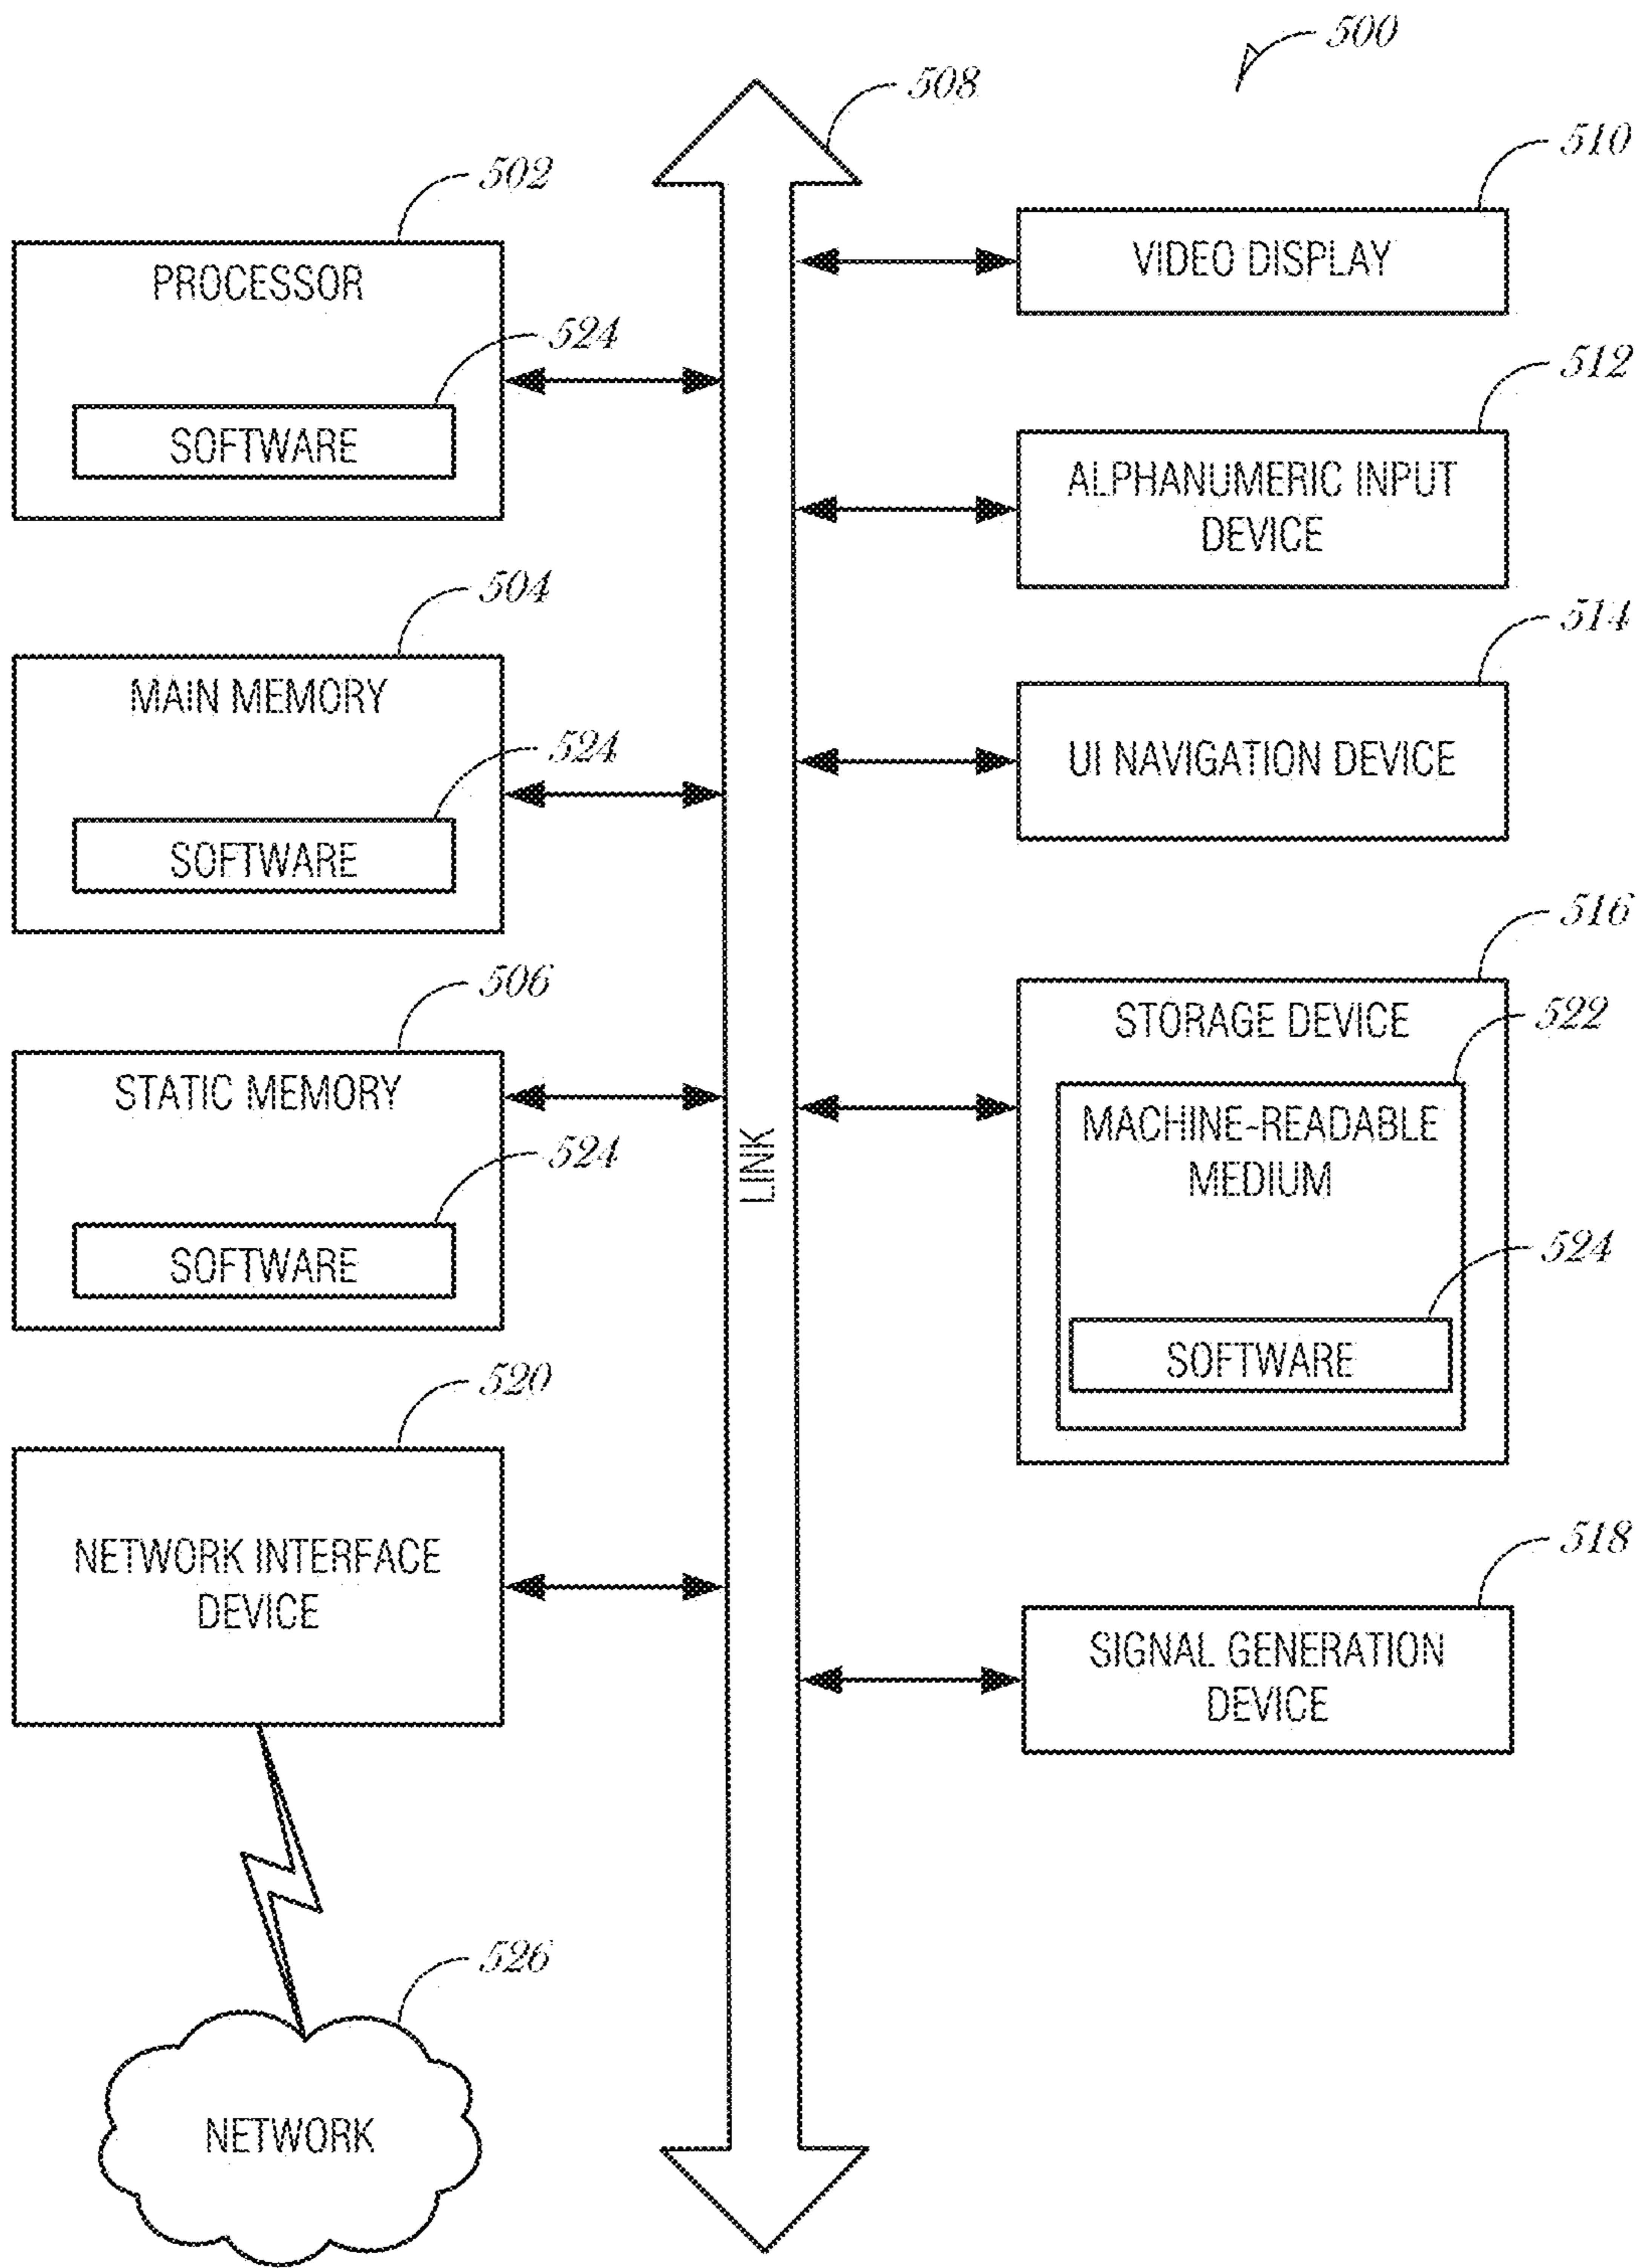 500
508
502
PROCESSOR
524
SOFTWARE
504
MAIN MEMORY
524
SOFTWARE
506
STATIC MEMORY
524
SOFTWARE
520
NETWORK INTERFACE
DEVICE
526
NETWORK
LINK
510
VIDEO DISPLAY
512
ALPHANUMERIC INPUT
DEVICE
514
UI NAVIGATION DEVICE
516
STORAGE DEVICE
522
MACHINE-READABLE
MEDIUM
524
SOFTWARE
518
SIGNAL GENERATION
DEVICE